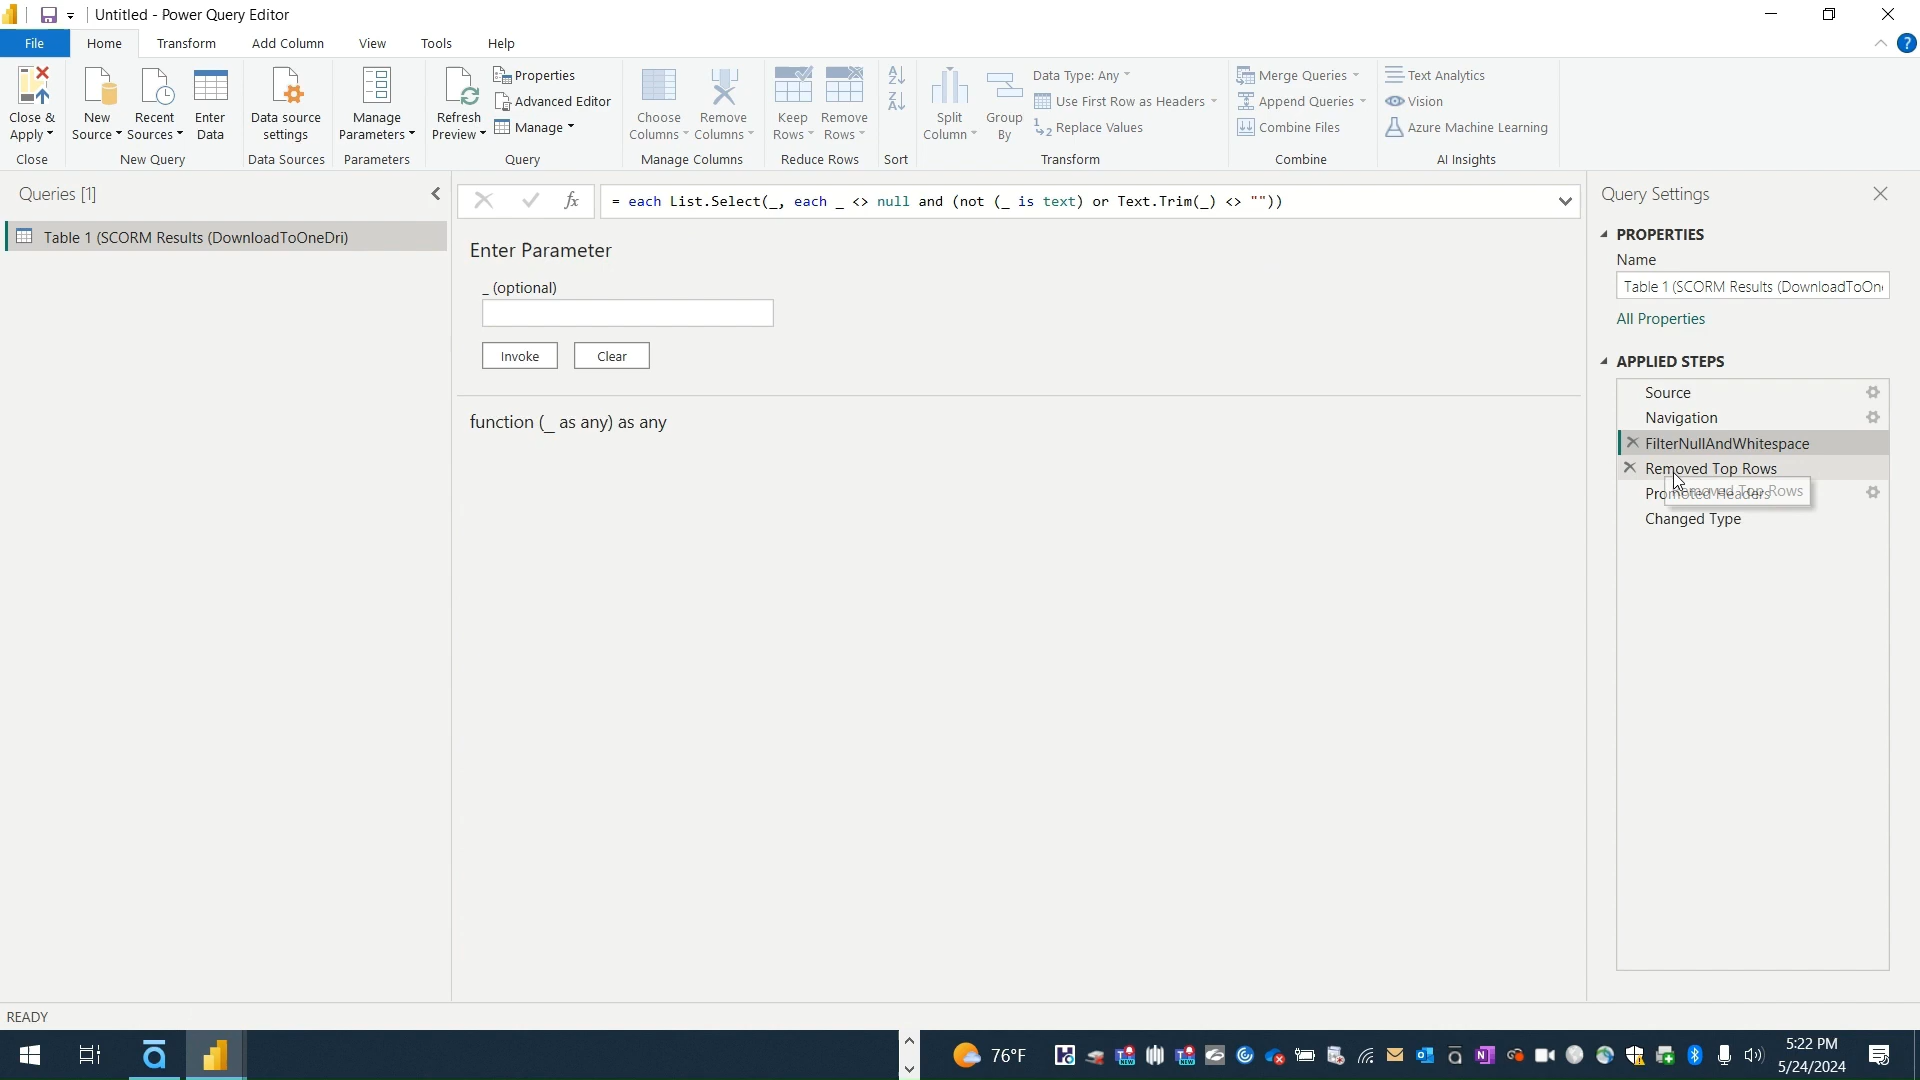 Untitled - Power Query Editor
File Home Transform Add Column View Tools Help
Close & Apply
Close
New Source
Recent Sources
Enter Data
New Query
Data source settings
Data Sources
Manage Parameters
Parameters
Refresh Preview
Properties
Advanced Editor
Manage
Query
Choose Columns
Remove Columns
Manage Columns
Keep Rows
Remove Rows
Reduce Rows
Sort
Split Column
Group By
Data Type: Any
Use First Row as Headers
Replace Values
Transform
Merge Queries
Append Queries
Combine Files
Combine
Text Analytics
Vision
Azure Machine Learning
AI Insights
Queries [1]
Table 1 (SCORM Results (DownloadToOneDri)
fx
= each List.Select(_, each _ <> null and (not (_ is text) or Text.Trim(_) <> ""))
Enter Parameter
_ (optional)
Invoke Clear
function (_ as any) as any
Query Settings
PROPERTIES
Name
Table 1 (SCORM Results (DownloadToOn
All Properties
APPLIED STEPS
Source
Navigation
FilterNullAndWhitespace
Removed Top Rows
Removed Top Rows
Promoted Headers
Changed Type
READY
76°F
5:22 PM
5/24/2024